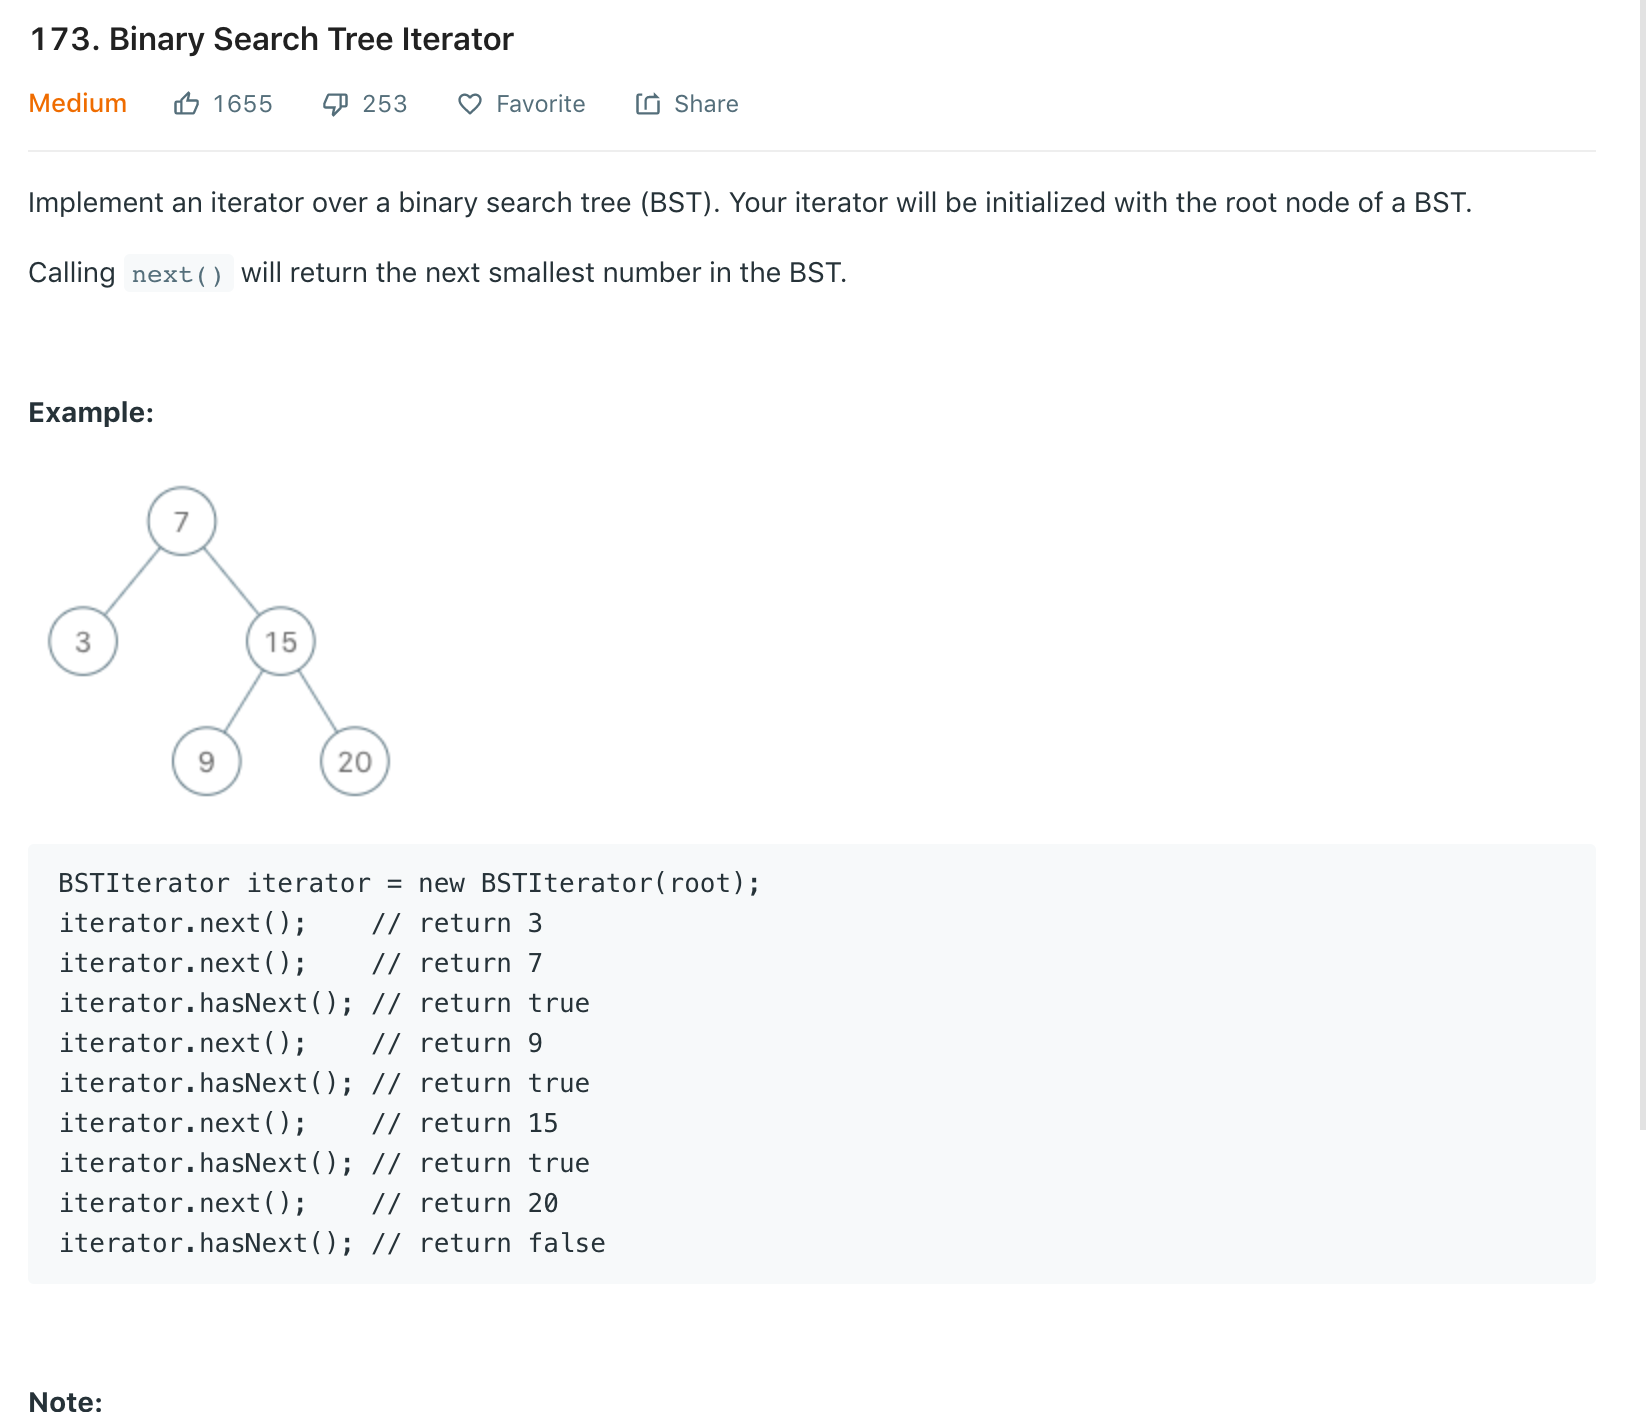 173. Binary Search Tree Iterator
Medium 1655 253 Favorite Share
Implement an iterator over a binary search tree (BST). Your iterator will be initialized with the root node of a BST.
Calling next() will return the next smallest number in the BST.
Example:
7
3 15
9 20
BSTIterator iterator = new BSTIterator(root);
iterator.next();    // return 3
iterator.next();    // return 7
iterator.hasNext(); // return true
iterator.next();    // return 9
iterator.hasNext(); // return true
iterator.next();    // return 15
iterator.hasNext(); // return true
iterator.next();    // return 20
iterator.hasNext(); // return false
Note: